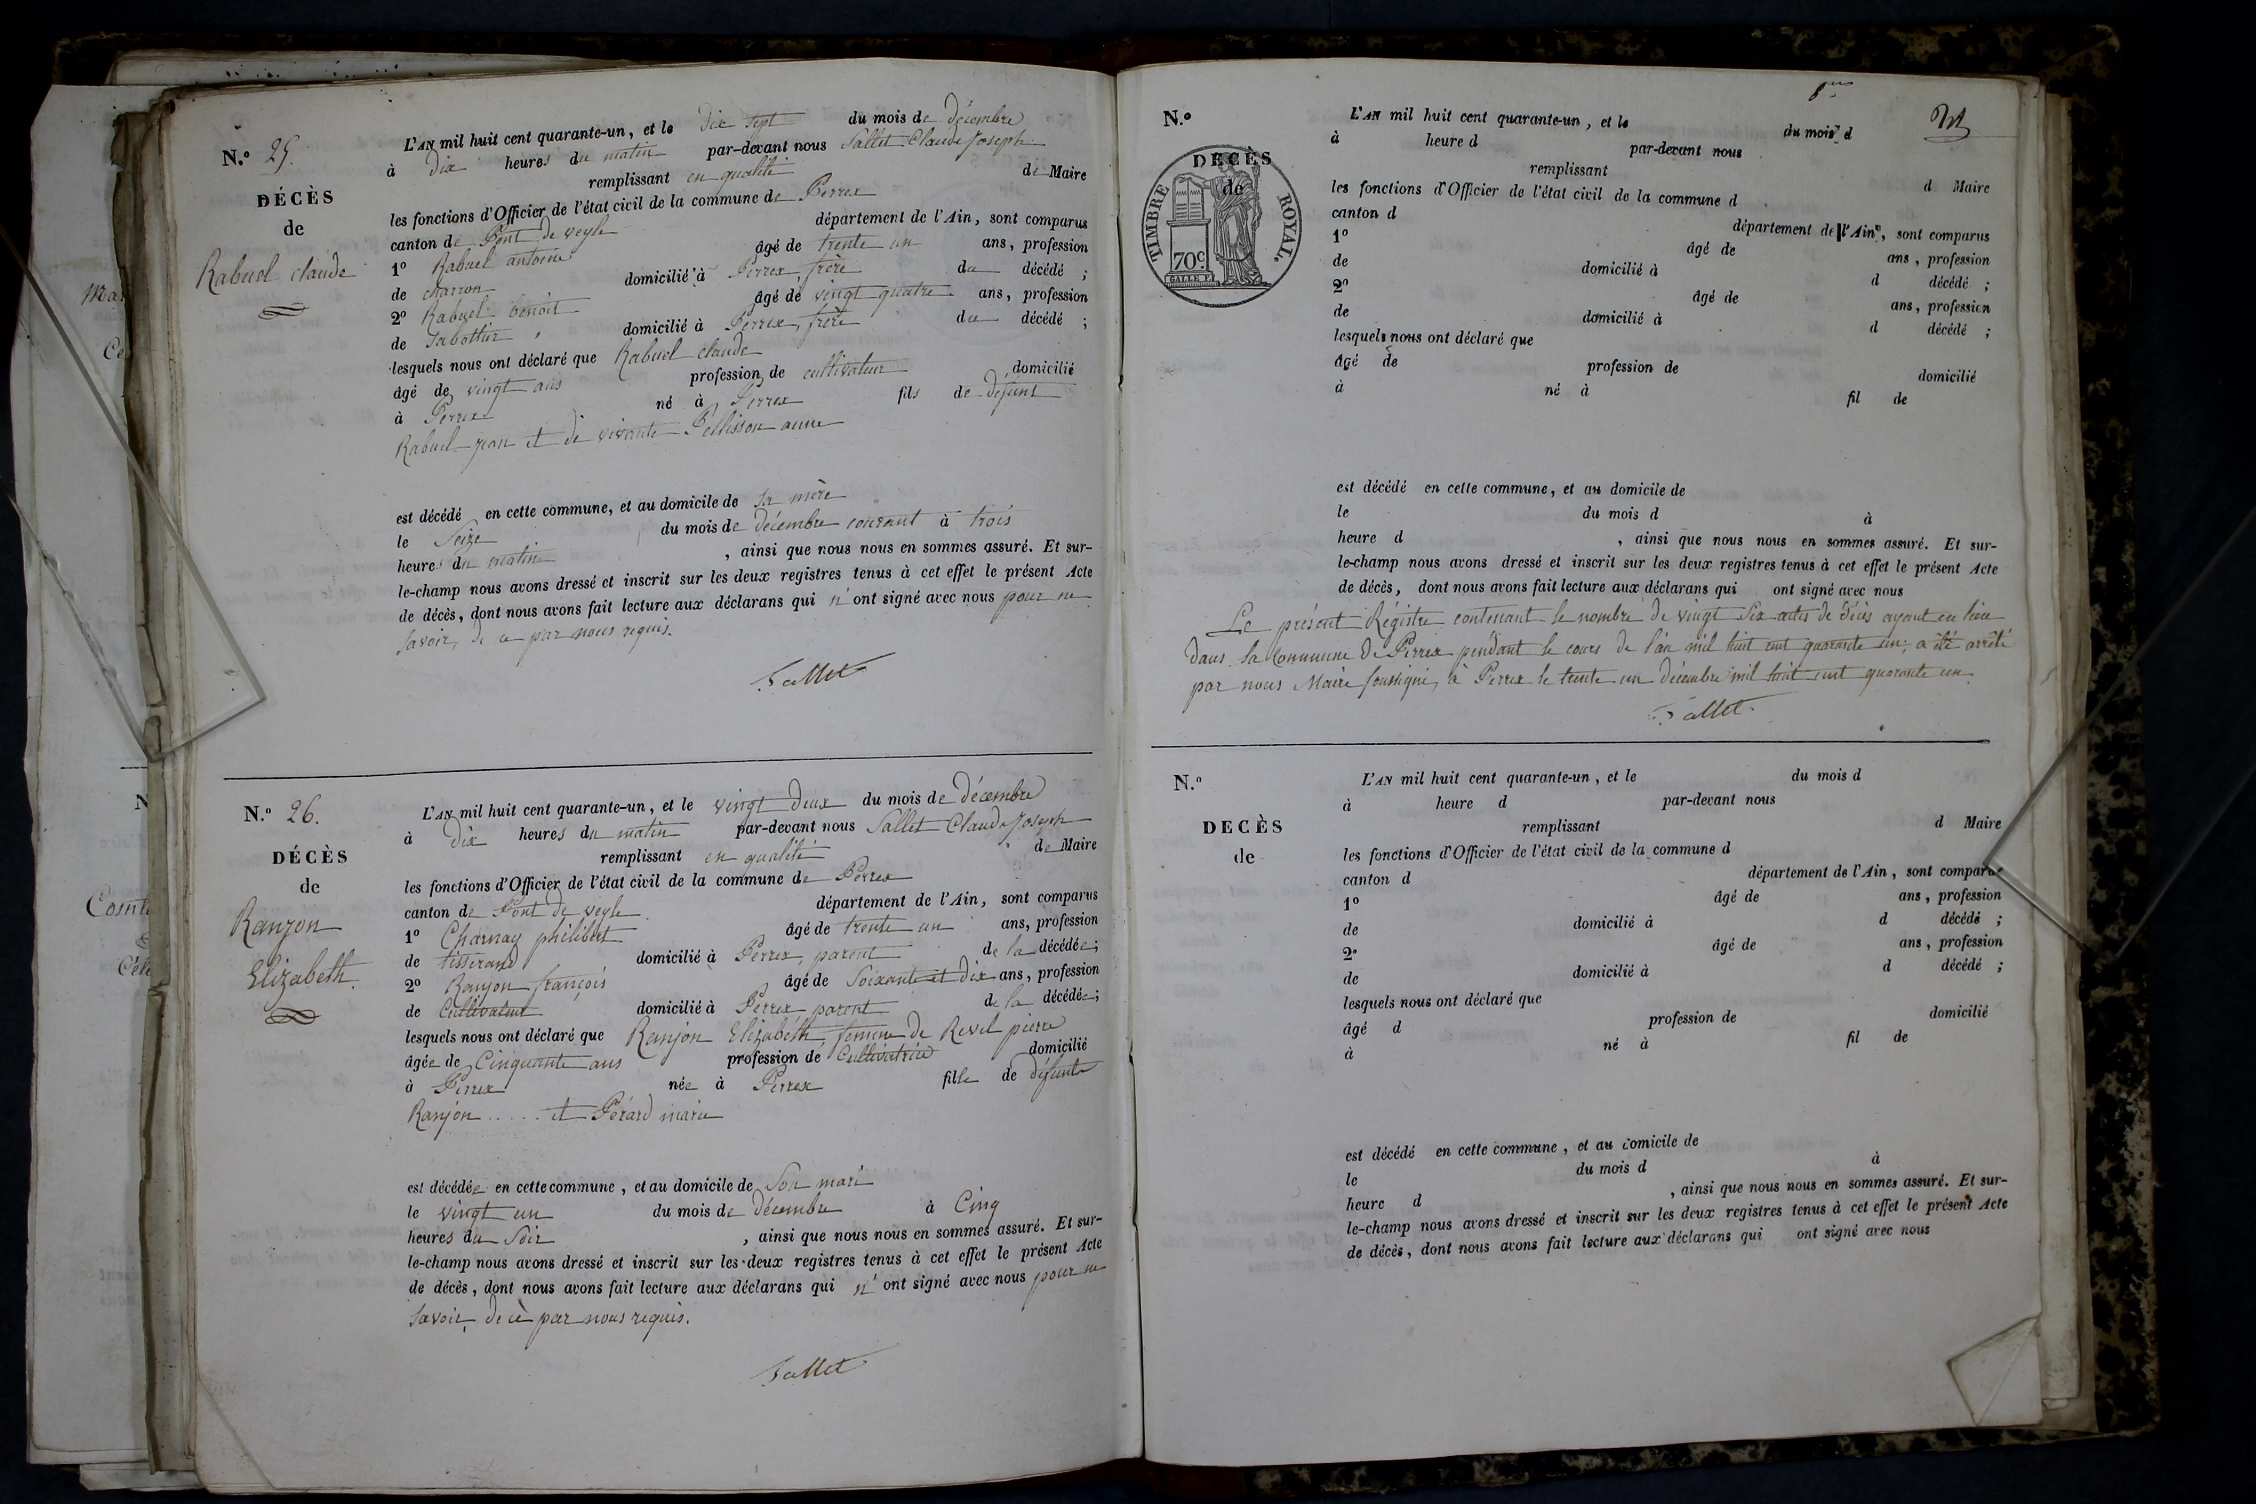 N.º 25.
DÉCÈS
de
Rabuel claude
L'AN mil huit cent quarante-un, et le dix sept du mois de décembre
à dix heures du matin par-devant nous Sallet Claude Joseph
remplissant en qualité de Maire
les fonctions d'Officier de l'état civil de la commune de Perrex
canton de Pont de veyle département de l'Ain, sont comparus
1º Rabuel antoine âgé de trente un ans, profession
de charron domicilié à Perrex, frère du décédé ;
2º Rabuel benoit âgé de vingt quatre ans, profession
de Sabottier domicilié à Perrex, frère du décédé ;
lesquels nous ont déclaré que Rabuel claude
âgé de vingt ans profession de cultivateur domicilié
à Perrex né à Perrex fils de défunt
Rabuel jean et de vivante Pellisson anne
est décédé en cette commune, et au domicile de sa mère
le Seize du mois de décembre courant à trois
heures du matin , ainsi que nous nous en sommes assuré. Et sur-
le-champ nous avons dressé et inscrit sur les deux registres tenus à cet effet le présent Acte
de décès, dont nous avons fait lecture aux déclarans qui n'ont signé avec nous pour ne
savoir, de ce par nous requis.
Sallet
N.º 26.
DÉCÈS
de
Ranjon
Elizabeth.
L'AN mil huit cent quarante-un, et le vingt deux du mois de décembre
à dix heures du matin par-devant nous Sallet Claude Joseph
remplissant en qualité de Maire
les fonctions d'Officier de l'état civil de la commune de Perrex
canton de Pont de veyle département de l'Ain, sont comparus
1º Charnay philibert âgé de trente un ans, profession
de tisserand domicilié à Perrex, parent de la décédée ;
2º Ranjon françois âgé de Soixante et dix ans, profession
de Cultivateur domicilié à Perrex parent de la décédée ;
lesquels nous ont déclaré que Ranjon Elizabeth, femme de Revel pierre
âgée de Cinquante ans profession de Cultivatrice domicilié
à Perrex née à Perrex fille de défunts
Ranjon ..... et Pérard marie
est décédée en cette commune, et au domicile de Son mari
le vingt un du mois de décembre à Cinq
heures du Soir , ainsi que nous nous en sommes assuré. Et sur-
le-champ nous avons dressé et inscrit sur les deux registres tenus à cet effet le présent Acte
de décès, dont nous avons fait lecture aux déclarans qui n'ont signé avec nous pour ne
savoir, de ce par nous requis.
Sallet
N.º
DECÈS
de
TIMBRE ROYAL.
70c
L'AN mil huit cent quarante-un, et le du mois d
à heure d par-devant nous
remplissant d Maire
les fonctions d'Officier de l'état civil de la commune d
canton d département de l'Ain, sont comparus
1º âgé de ans, profession
de domicilié à d décédé ;
2º âgé de ans, profession
de domicilié à d décédé ;
lesquels nous ont déclaré que
âgé de profession de domicilié
à né à fil de
est décédé en cette commune, et au domicile de
le du mois d à
heure d , ainsi que nous nous en sommes assuré. Et sur-
le-champ nous avons dressé et inscrit sur les deux registres tenus à cet effet le présent Acte
de décès, dont nous avons fait lecture aux déclarans qui ont signé avec nous
Le présent Régistre contenant le nombre de vingt Six actes de décès ayant eu lieu
dans la Commune de Perrex pendant le cours de l'an mil huit cent quarante un, a été arrêté
par nous Maire soussigné, à Perrex le trente un décembre mil huit cent quarante un.
Sallet
N.º
DECÈS
de
L'AN mil huit cent quarante-un, et le du mois d
à heure d par-devant nous
remplissant d Maire
les fonctions d'Officier de l'état civil de la commune d
canton d département de l'Ain, sont comparus
1º âgé de ans, profession
de domicilié à d décédé ;
2º âgé de ans, profession
de domicilié à d décédé ;
lesquels nous ont déclaré que
âgé d profession de domicilié
à né à fil de
est décédé en cette commune, et au domicile de
le du mois d à
heure d , ainsi que nous nous en sommes assuré. Et sur-
le-champ nous avons dressé et inscrit sur les deux registres tenus à cet effet le présent Acte
de décès, dont nous avons fait lecture aux déclarans qui ont signé avec nous